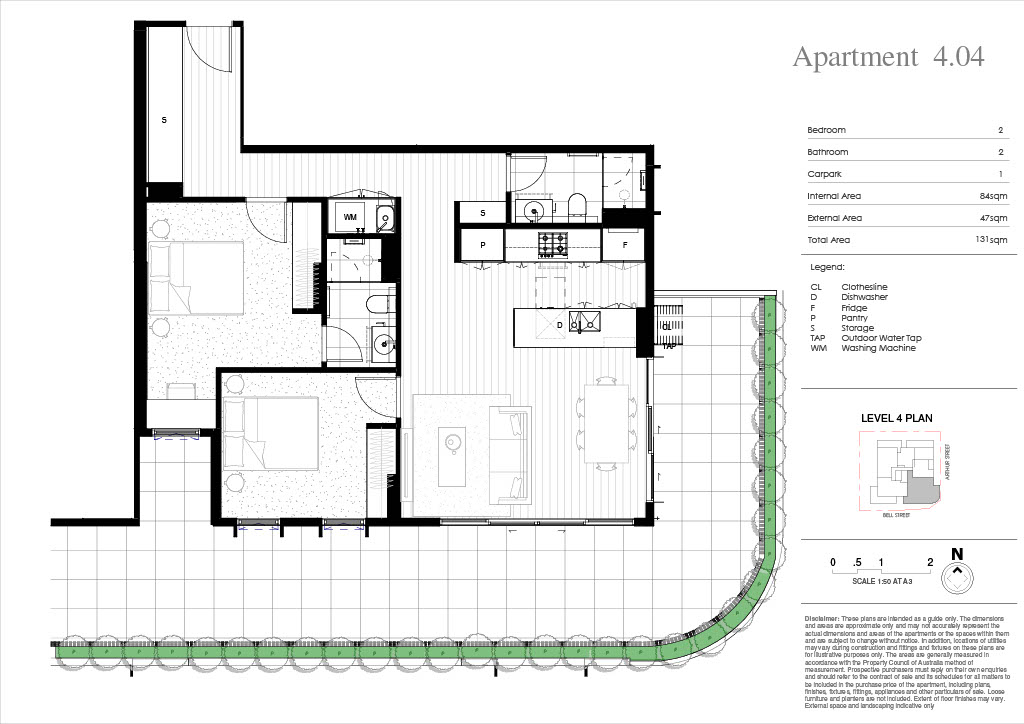 Apartment 4.04
Bedroom 2
Bathroom 2
Carpark 1
Internal Area 84sqm
External Area 47sqm
Total Area 131sqm
Legend:
CL Clothesline
D Dishwasher
F Fridge
P Pantry
S Storage
TAP Outdoor Water Tap
WM Washing Machine
LEVEL 4 PLAN
ARTHUR STREET
BELL STREET
0 .5 1 2
SCALE 1:50 AT A3
N
Disclaimer: These plans are intended as a guide only. The dimensions
and areas are approximate only and may not accurately represent the
actual dimensions and areas of the apartments or the spaces within them
and are subject to change without notice. In addition, locations of utilities
may vary during construction and fittings and fixtures on these plans are
for illustrative purposes only. The areas are generally measured in
accordance with the Property Council of Australia method of
measurement. Prospective purchasers must rely on their own enquiries
and should refer to the contract of sale and its schedules for all matters to
be included in the purchase price of the apartment, including plans,
finishes, fixtures, fittings, appliances and other particulars of sale. Loose
furniture and planters are not included. Extent of floor finishes may vary.
External space and landscaping indicative only
S
WM
S
P
F
D
CL
TAP